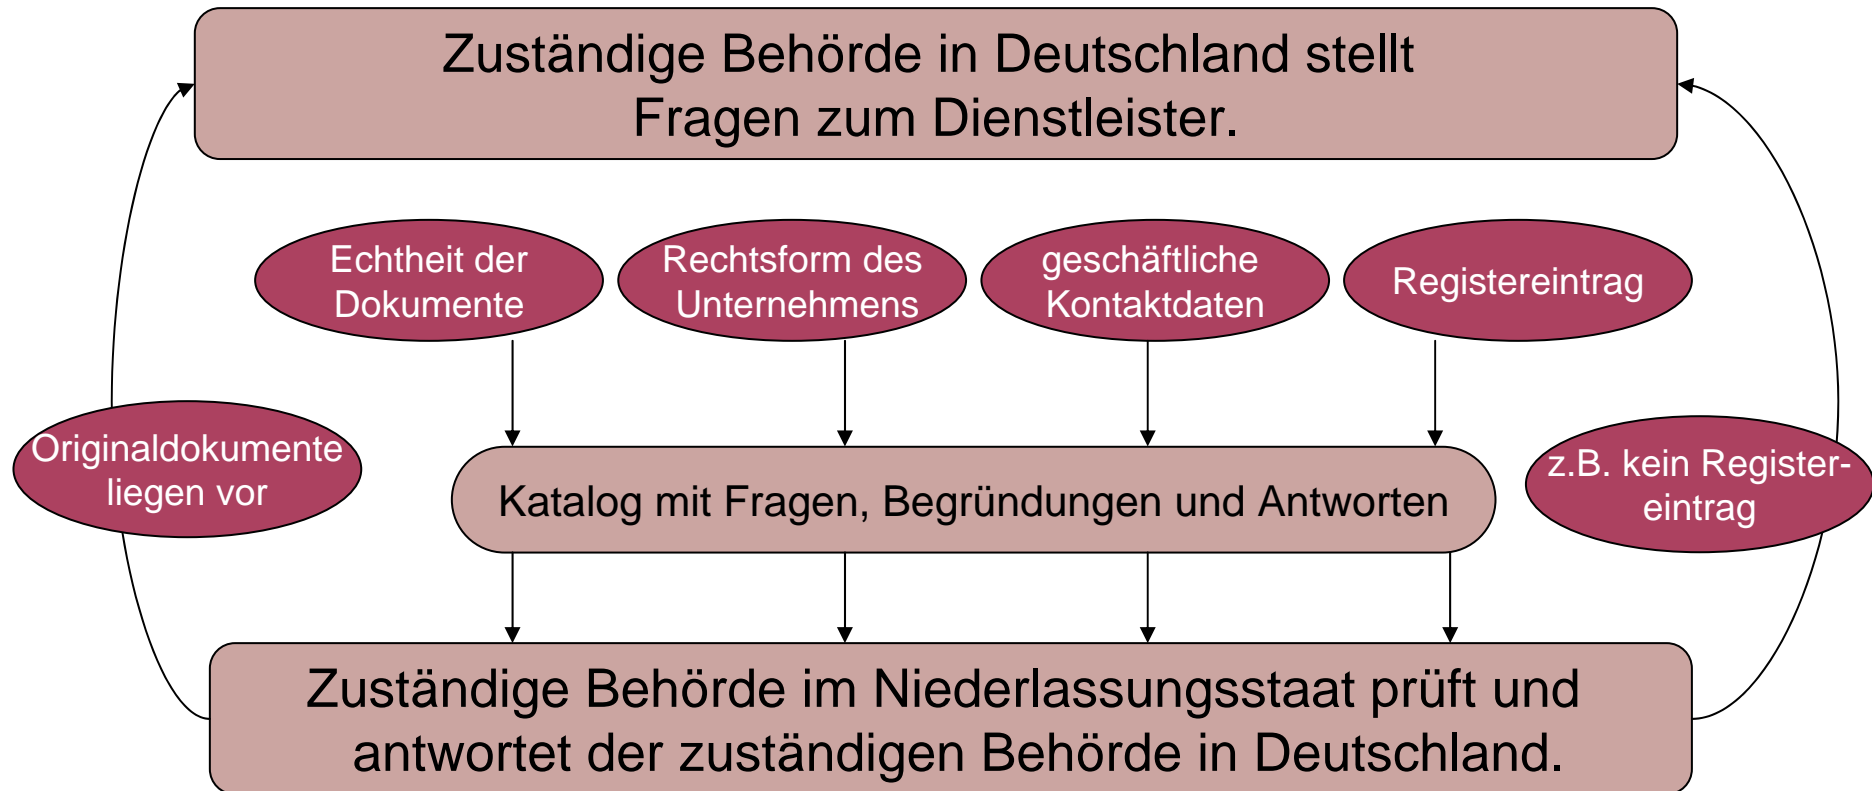 Zuständige Behörde in Deutschland stellt
Fragen zum Dienstleister.
Echtheit der
Dokumente
Rechtsform des
Unternehmens
geschäftliche
Kontaktdaten
Registereintrag
Originaldokumente
liegen vor
Katalog mit Fragen, Begründungen und Antworten
z.B. kein Register-
eintrag
Zuständige Behörde im Niederlassungsstaat prüft und
antwortet der zuständigen Behörde in Deutschland.